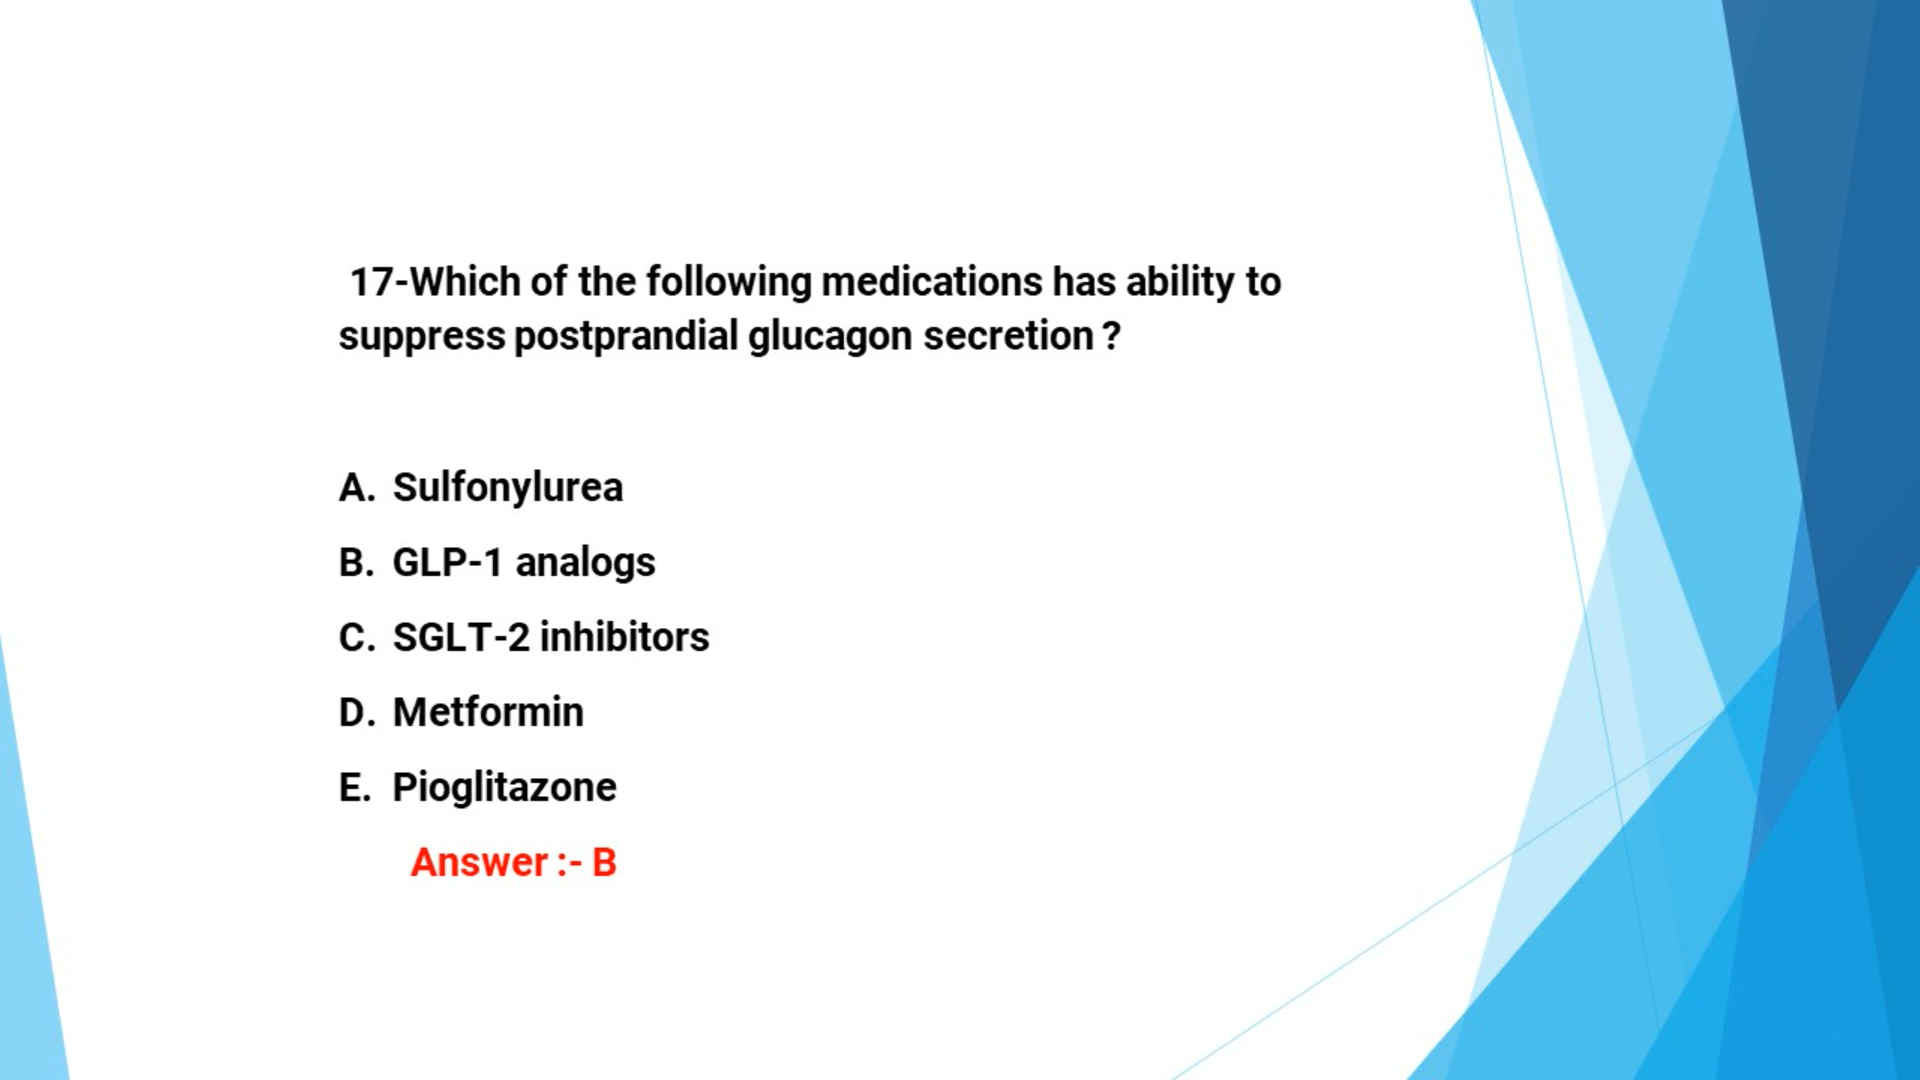 17-Which of the following medications has ability to
suppress postprandial glucagon secretion ?
A. Sulfonylurea
B. GLP-1 analogs
C. SGLT-2 inhibitors
D. Metformin
E. Pioglitazone
Answer :- B